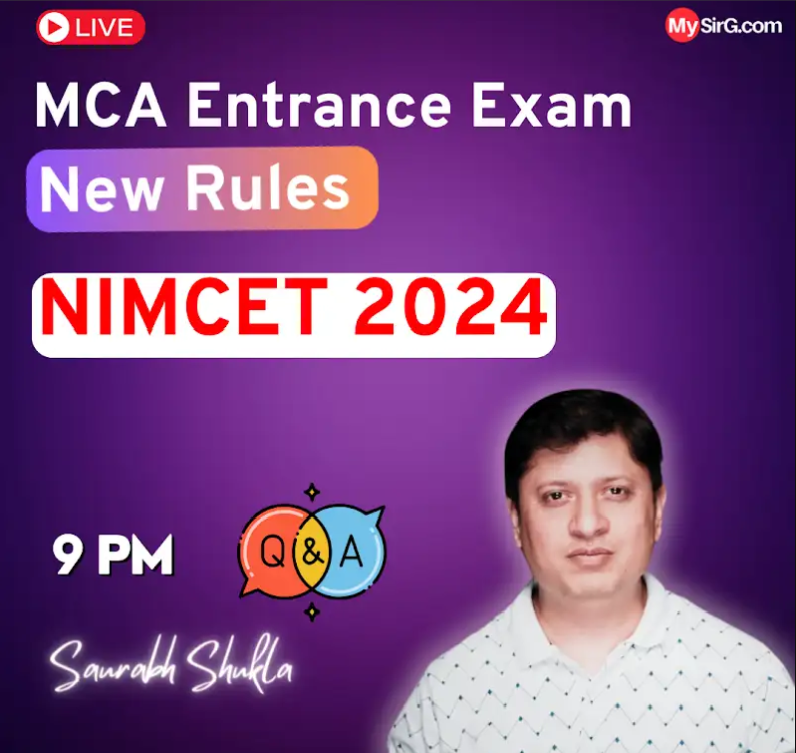 LIVE
MySirG.com
MCA Entrance Exam
New Rules
NIMCET 2024
9 PM
Q & A
Saurabh Shukla